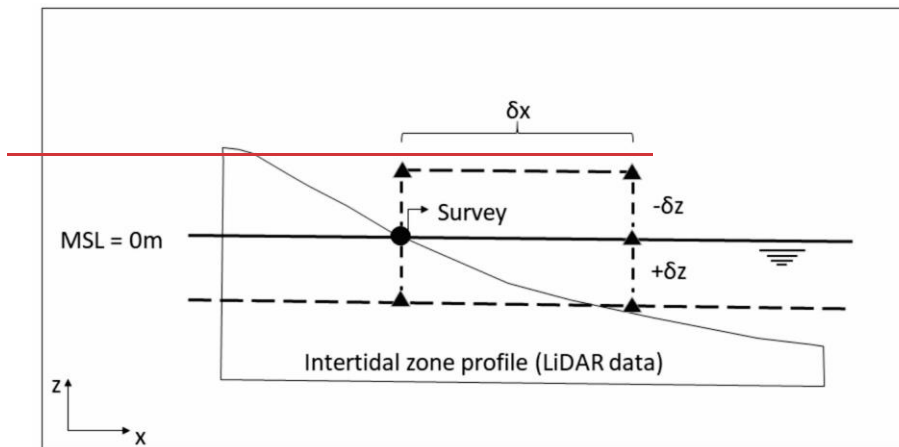 δx
-δz
Survey
MSL = 0m
+δz
Intertidal zone profile (LiDAR data)
z
x